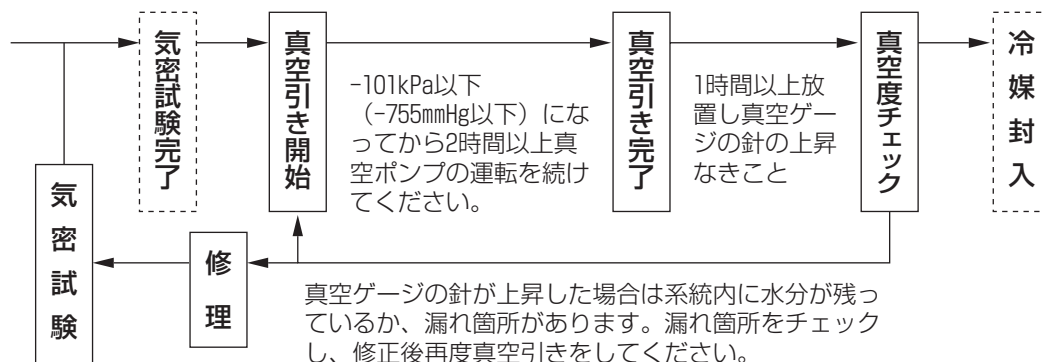 気密試験完了
真空引き開始
-101kPa以下
（-755mmHg以下）にな
ってから2時間以上真
空ポンプの運転を続け
てください。
真空引き完了
1時間以上放
置し真空ゲー
ジの針の上昇
なきこと
真空度チェック
冷媒封入
気密試験
修理
真空ゲージの針が上昇した場合は系統内に水分が残っ
ているか、漏れ箇所があります。漏れ箇所をチェック
し、修正後再度真空引きをしてください。